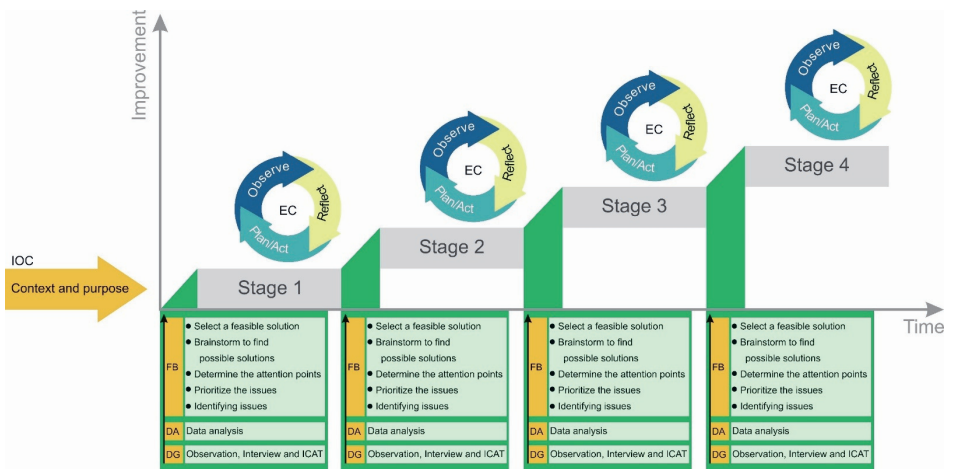 Improvement
Observe
Reflect
Plan/Act
EC
Observe
Reflect
Plan/Act
EC
Observe
Reflect
Plan/Act
EC
Observe
Reflect
Plan/Act
EC
Stage 4
Stage 3
Stage 2
Stage 1
IOC
Context and purpose
Time
FB
Select a feasible solution
Brainstorm to find
possible solutions
Determine the attention points
Prioritize the issues
Identifying issues
DA
Data analysis
DG
Observation, Interview and ICAT
FB
Select a feasible solution
Brainstorm to find
possible solutions
Determine the attention points
Prioritize the issues
Identifying issues
DA
Data analysis
DG
Observation, Interview and ICAT
FB
Select a feasible solution
Brainstorm to find
possible solutions
Determine the attention points
Prioritize the issues
Identifying issues
DA
Data analysis
DG
Observation, Interview and ICAT
FB
Select a feasible solution
Brainstorm to find
possible solutions
Determine the attention points
Prioritize the issues
Identifying issues
DA
Data analysis
DG
Observation, Interview and ICAT